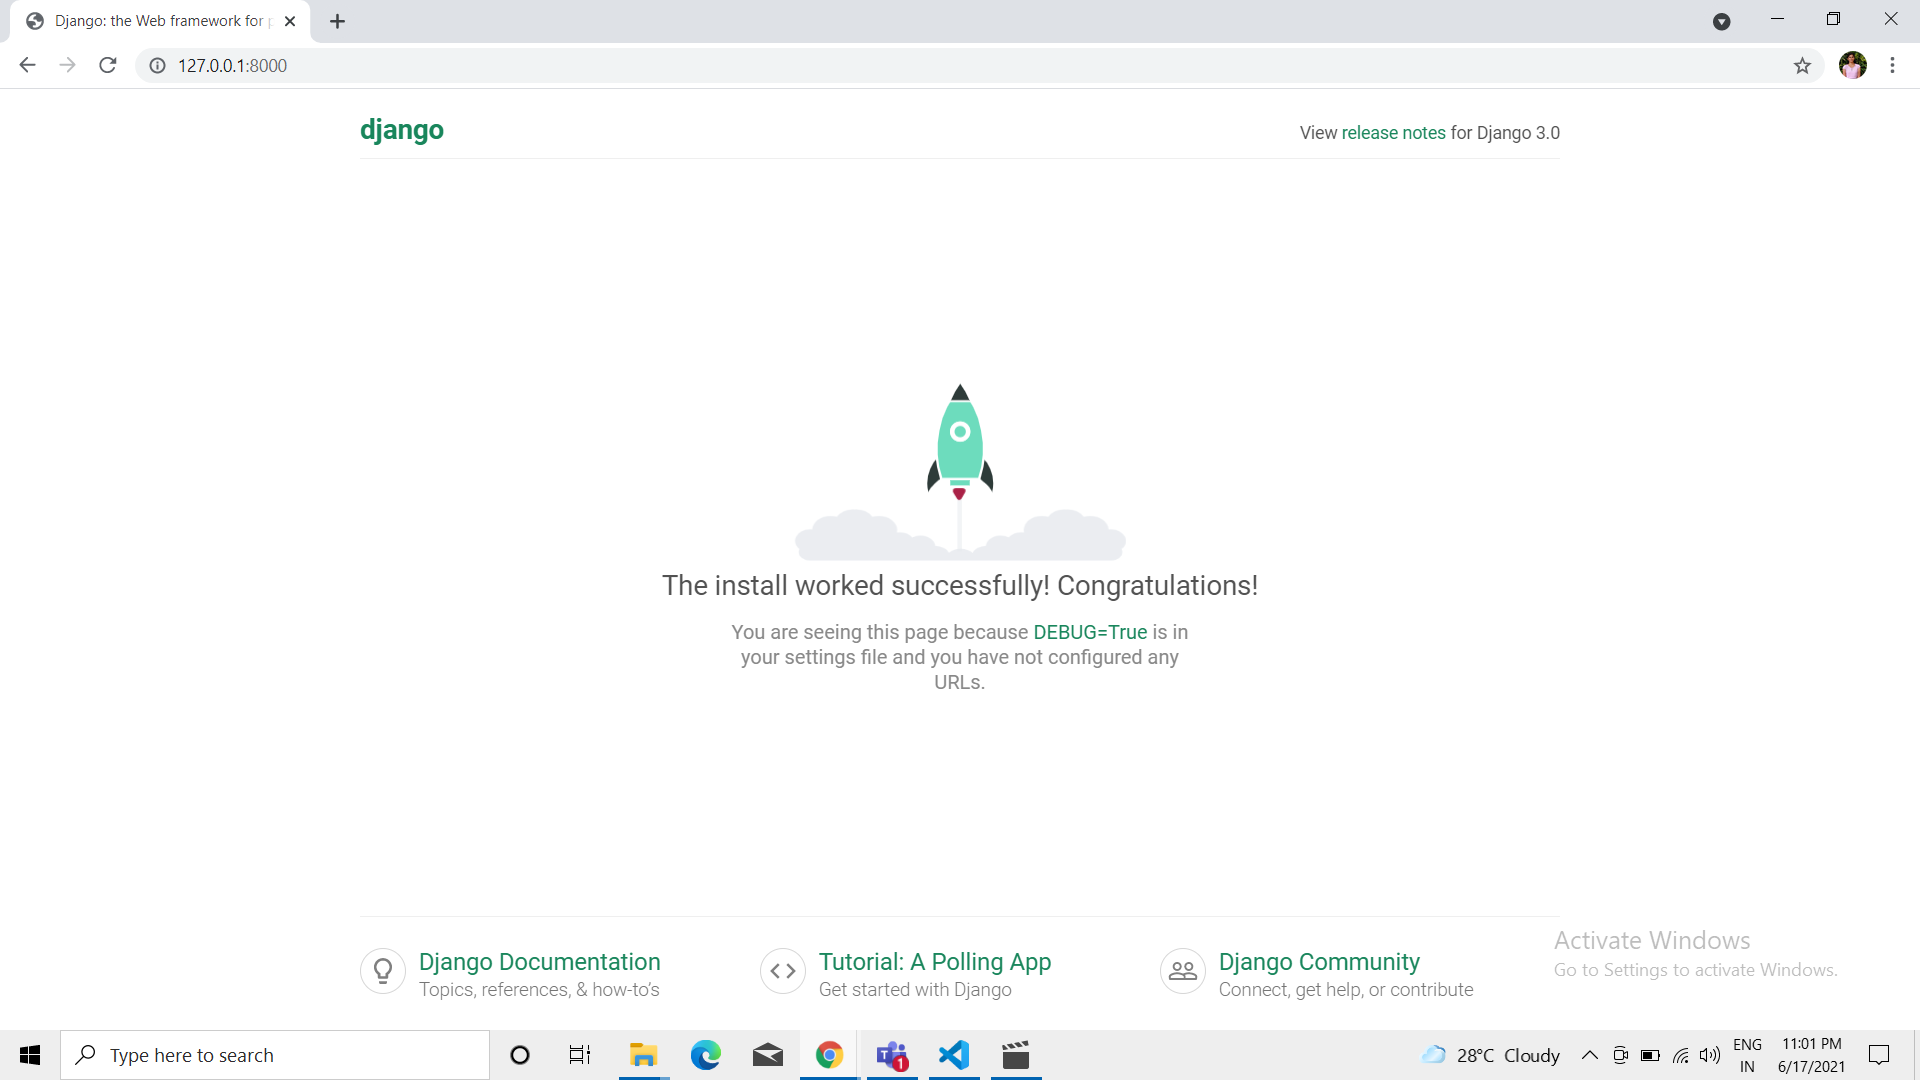 Django: the Web framework for p
127.0.0.1:8000
django
View release notes for Django 3.0
The install worked successfully! Congratulations!
You are seeing this page because DEBUG=True is in
your settings file and you have not configured any
URLs.
Django Documentation
Topics, references, & how-to’s
Tutorial: A Polling App
Get started with Django
Django Community
Connect, get help, or contribute
Activate Windows
Go to Settings to activate Windows.
Type here to search
1
28°C Cloudy
ENG
IN
11:01 PM
6/17/2021